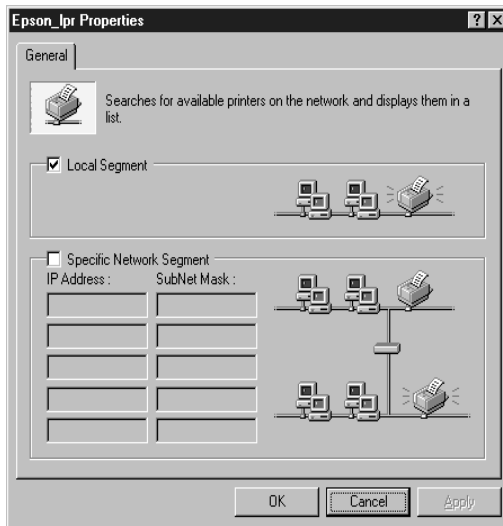 Epson_lpr Properties
General
Searches for available printers on the network and displays them in a
list.
Local Segment
Specific Network Segment
IP Address : SubNet Mask :
OK Cancel Apply